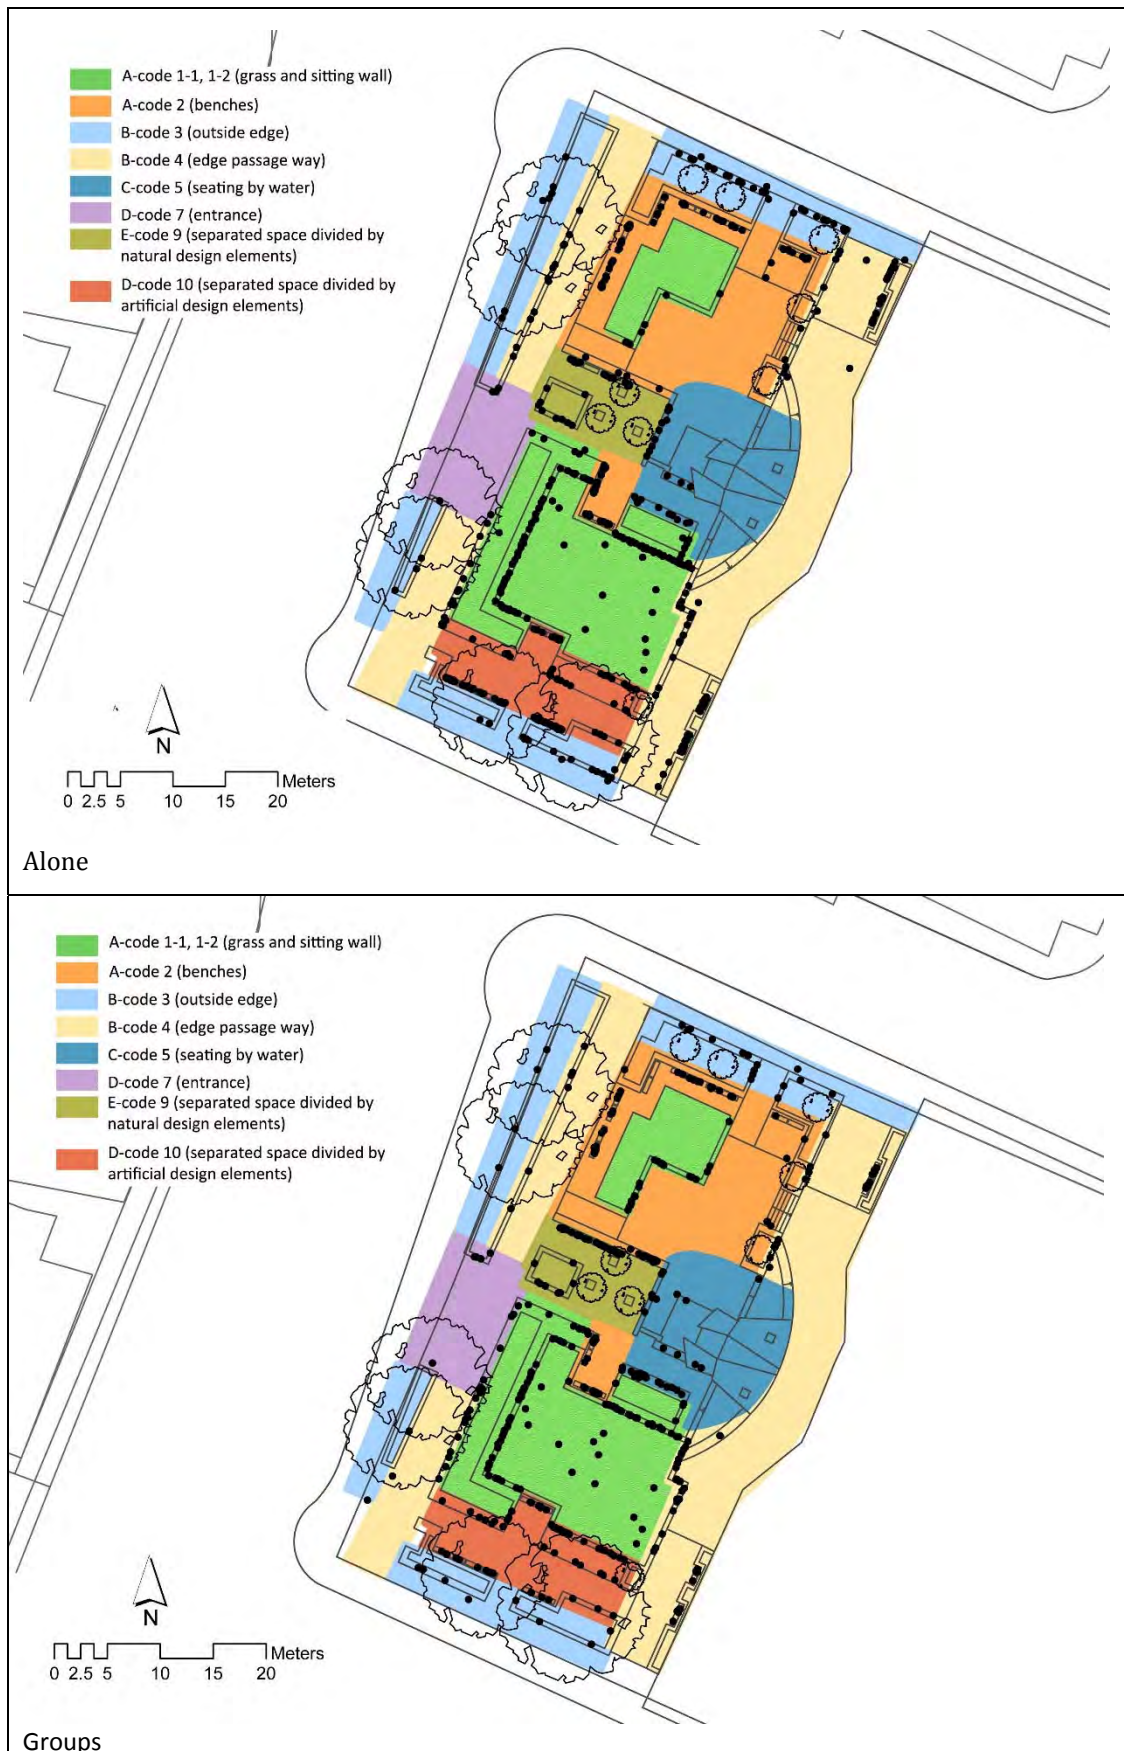 A-code 1-1, 1-2 (grass and sitting wall)
A-code 2 (benches)
B-code 3 (outside edge)
B-code 4 (edge passage way)
C-code 5 (seating by water)
D-code 7 (entrance)
E-code 9 (separated space divided by
natural design elements)
D-code 10 (separated space divided by
artificial design elements)
N
Meters
0 2.5 5 10 15 20
Alone
A-code 1-1, 1-2 (grass and sitting wall)
A-code 2 (benches)
B-code 3 (outside edge)
B-code 4 (edge passage way)
C-code 5 (seating by water)
D-code 7 (entrance)
E-code 9 (separated space divided by
natural design elements)
D-code 10 (separated space divided by
artificial design elements)
N
Meters
0 2.5 5 10 15 20
Groups